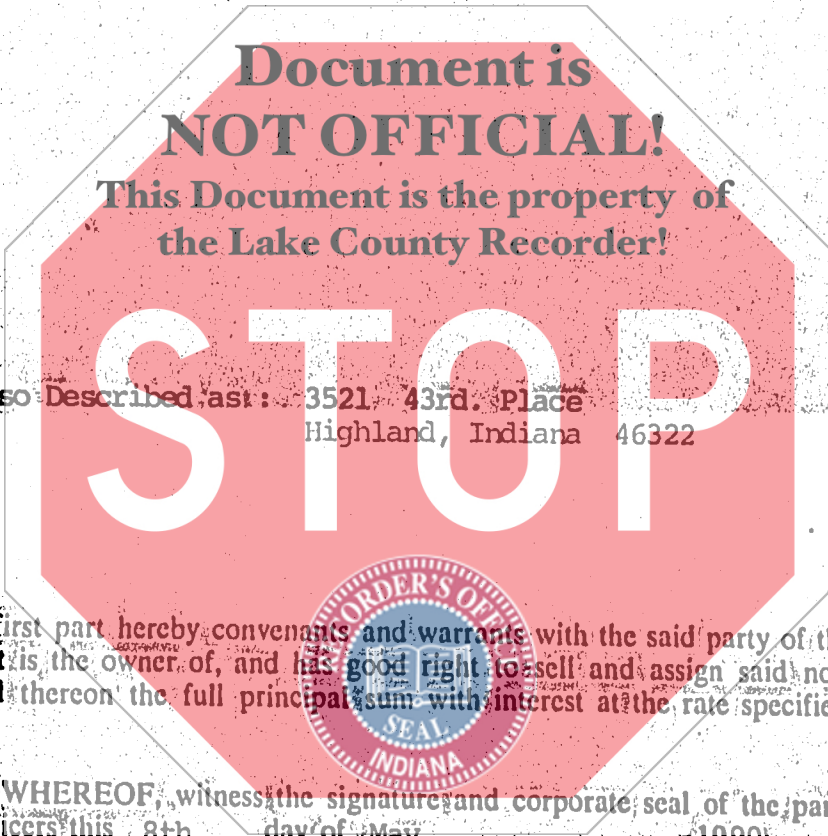 Document is
NOT OFFICIAL!
This Document is the property of
the Lake County Recorder!
STOP
so Described as: 3521 43rd. Place
Highland, Indiana 46322
RECORDER'S OFFICE
SEAL
INDIANA
irst part hereby convenants and warrants with the said party of th
t is the owner of, and has good right to sell and assign said no
thereon the full principal sum with interest at the rate specifie
WHEREOF, witness the signature and corporate seal of the par
icers this 8th day of May